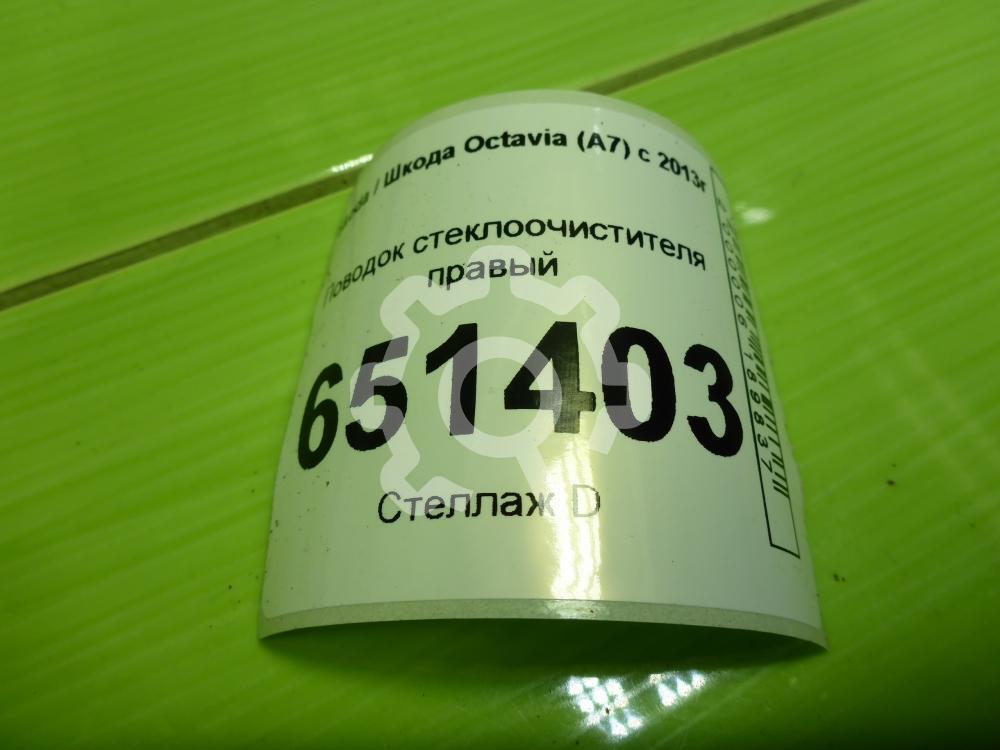 / Шкода Octavia (A7) с 2013г
Поводок стеклоочистителя
правый
651403
Стеллаж D